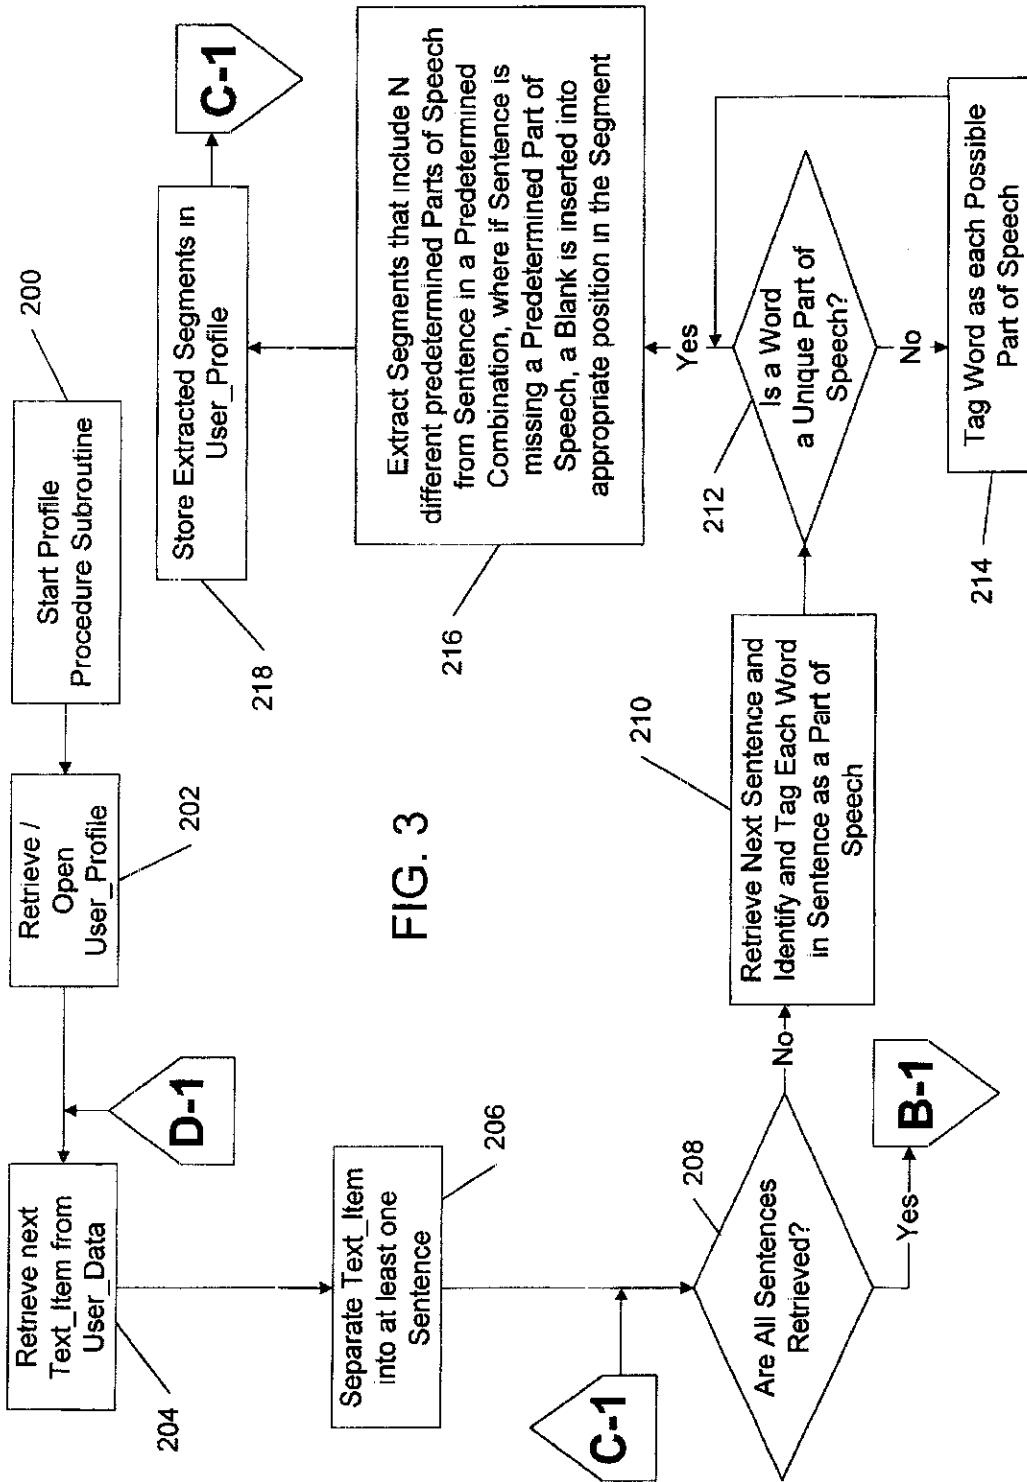 200
Start Profile
Procedure Subroutine
Retrieve /
Open
User_Profile
202
D-1
Retrieve next
Text_Item from
User_Data
204
Separate Text_Item
into at least one
Sentence
206
C-1
Are All Sentences
Retrieved?
208
Yes
B-1
No
Retrieve Next Sentence and
Identify and Tag Each Word
in Sentence as a Part of
Speech
210
Is a Word
a Unique Part of
Speech?
212
No
Tag Word as each Possible
Part of Speech
214
Yes
Extract Segments that include N
different predetermined Parts of Speech
from Sentence in a Predetermined
Combination, where if Sentence is
missing a Predetermined Part of
Speech, a Blank is inserted into
appropriate position in the Segment
216
Store Extracted Segments in
User_Profile
218
C-1
FIG. 3